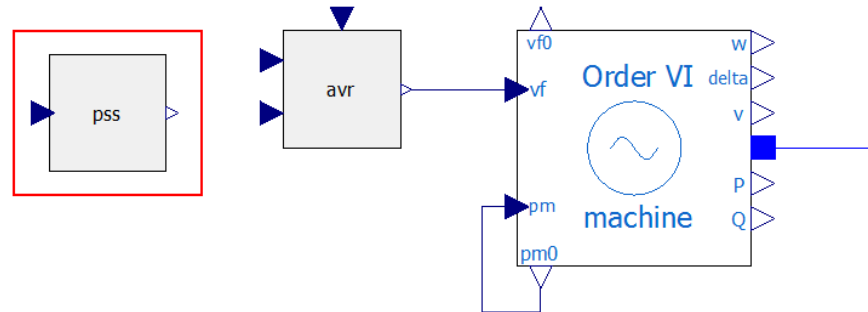 pss
avr
vf0
vf
pm
pm0
Order VI
machine
w
delta
v
P
Q